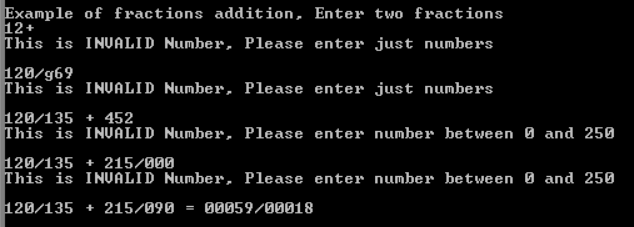 Example of fractions addition, Enter two fractions
12+
This is INVALID Number, Please enter just numbers
120/g69
This is INVALID Number, Please enter just numbers
120/135 + 452
This is INVALID Number, Please enter number between 0 and 250
120/135 + 215/000
This is INVALID Number, Please enter number between 0 and 250
120/135 + 215/090 = 00059/00018